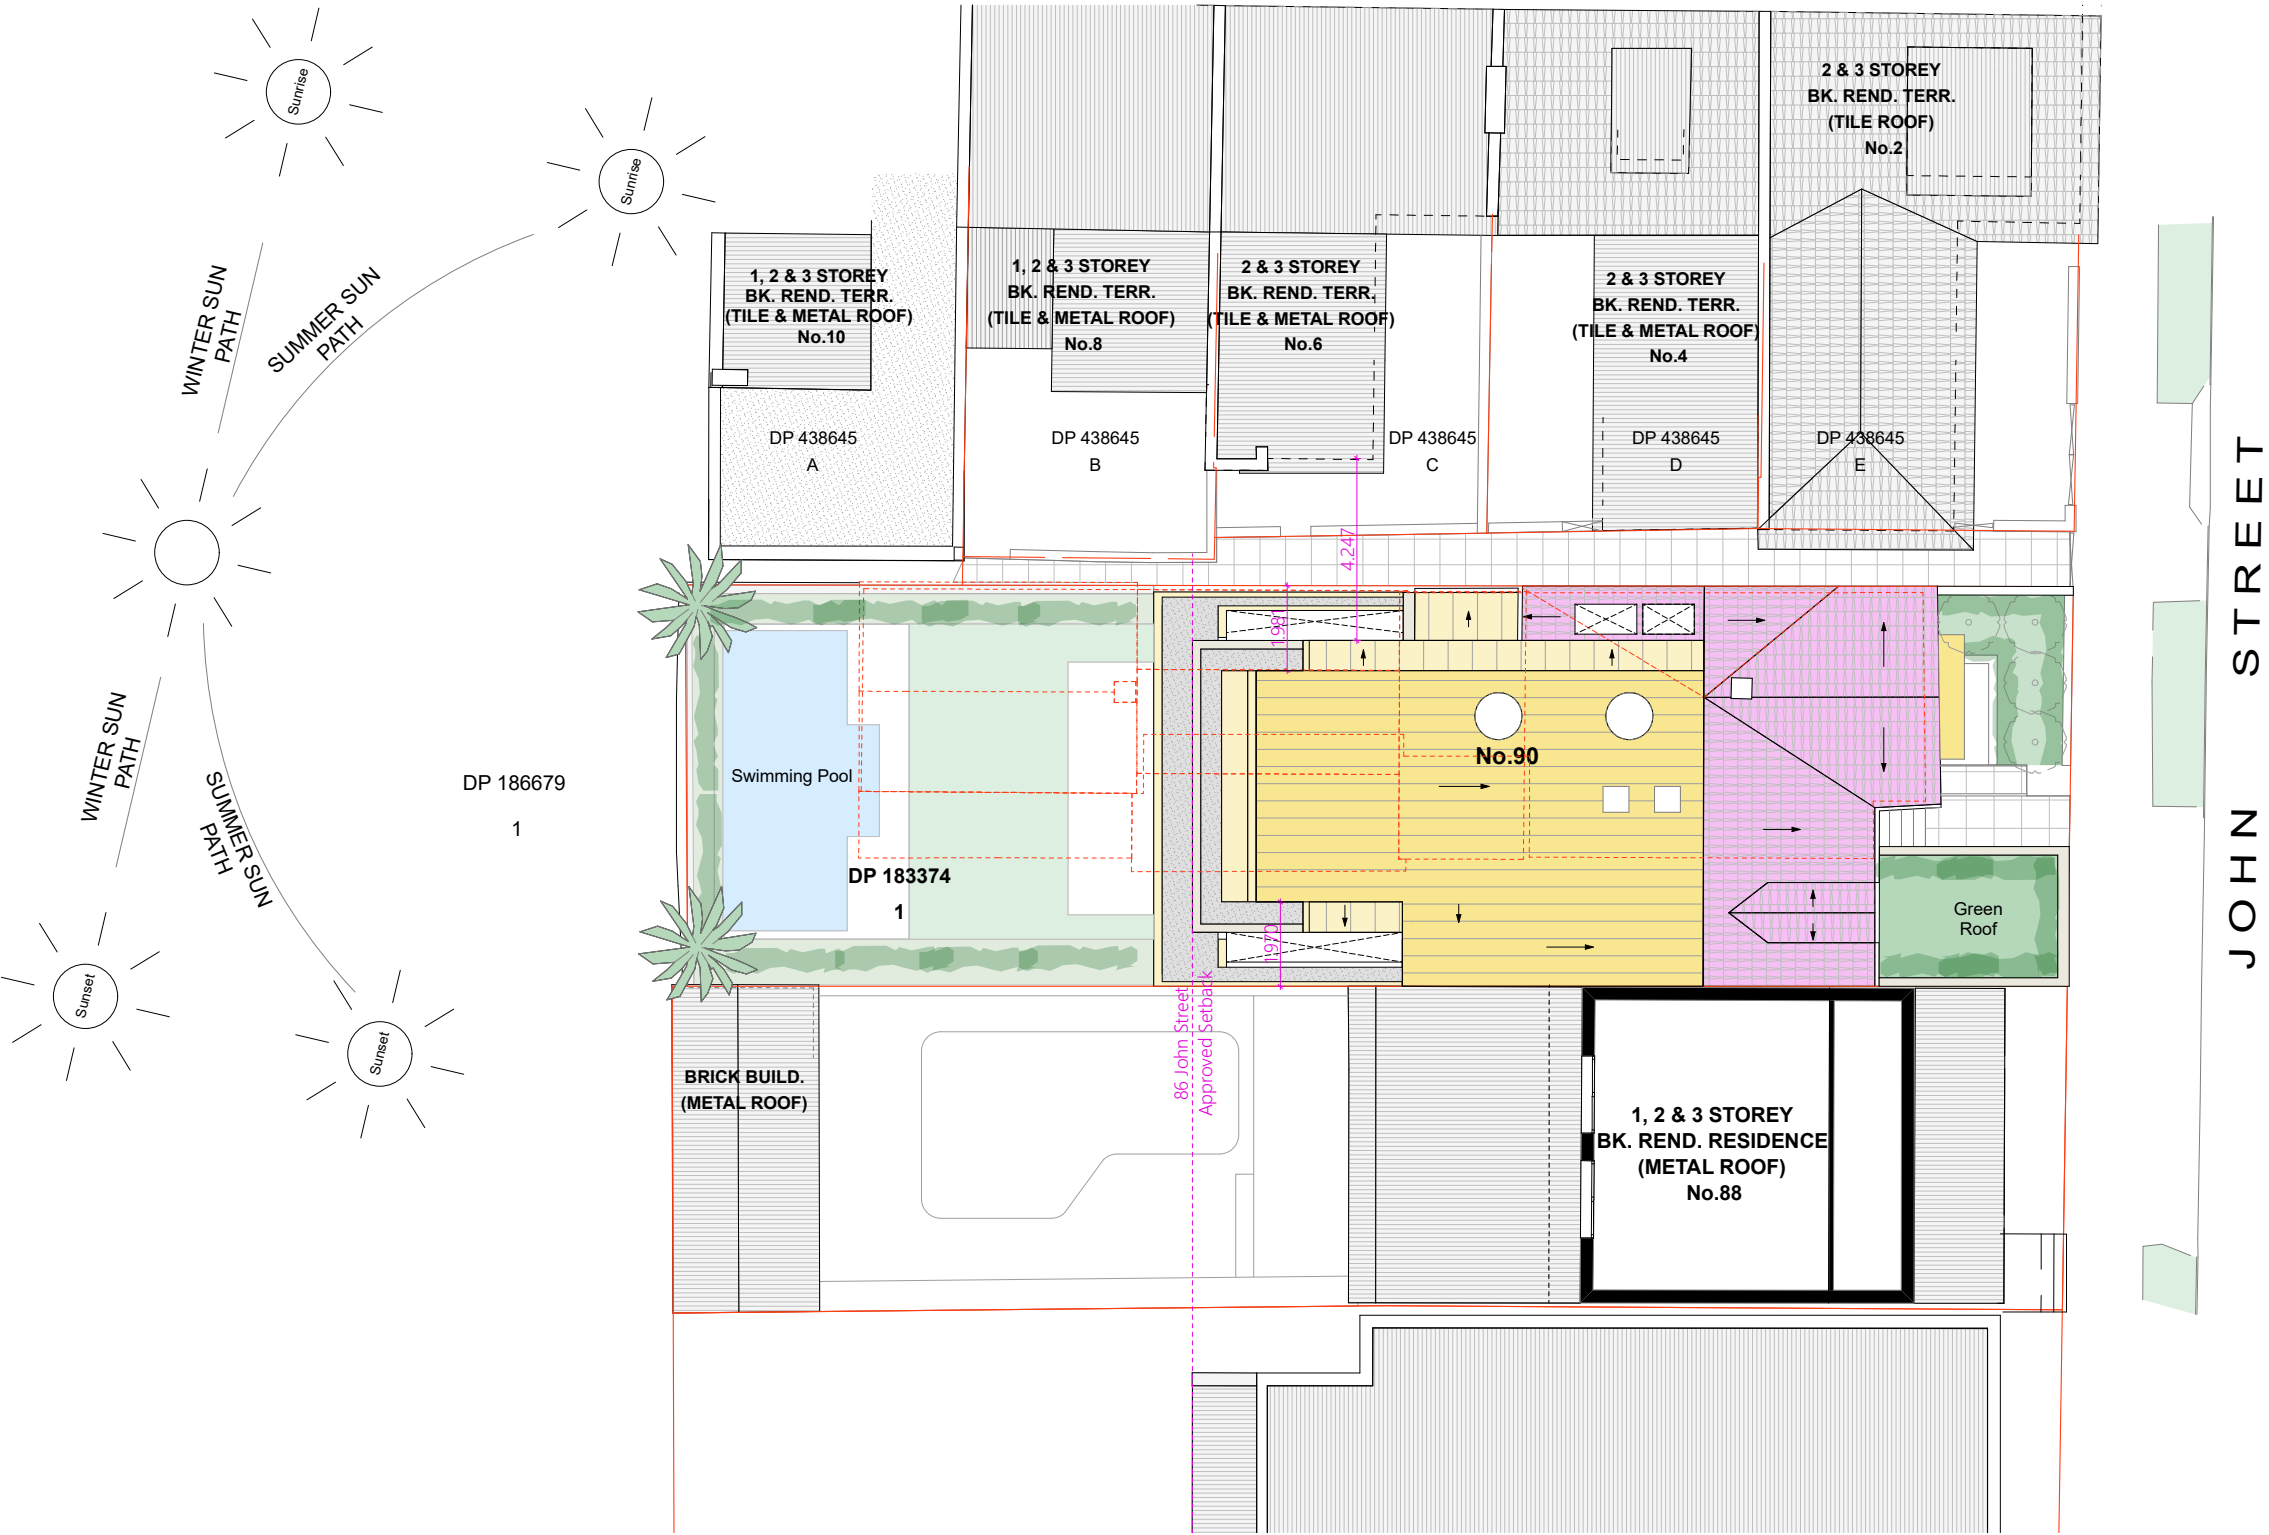 Sunrise
Sunrise
WINTER SUN
PATH
SUMMER SUN
PATH
2 & 3 STOREY
BK. REND. TERR.
(TILE ROOF)
No.2
1, 2 & 3 STOREY
BK. REND. TERR.
(TILE & METAL ROOF)
No.10
1, 2 & 3 STOREY
BK. REND. TERR.
(TILE & METAL ROOF)
No.8
2 & 3 STOREY
BK. REND. TERR.
(TILE & METAL ROOF)
No.6
2 & 3 STOREY
BK. REND. TERR.
(TILE & METAL ROOF)
No.4
DP 438645
A
DP 438645
B
DP 438645
C
DP 438645
D
DP 438645
E
4.247
JOHN STREET
WINTER SUN
PATH
SUMMER SUN
PATH
DP 186679
1
Swimming Pool
No.90
DP 183374
1
1.970
Green
Roof
Sunset
Sunset
86 John Street
Approved Setback
BRICK BUILD.
(METAL ROOF)
1, 2 & 3 STOREY
BK. REND. RESIDENCE
(METAL ROOF)
No.88